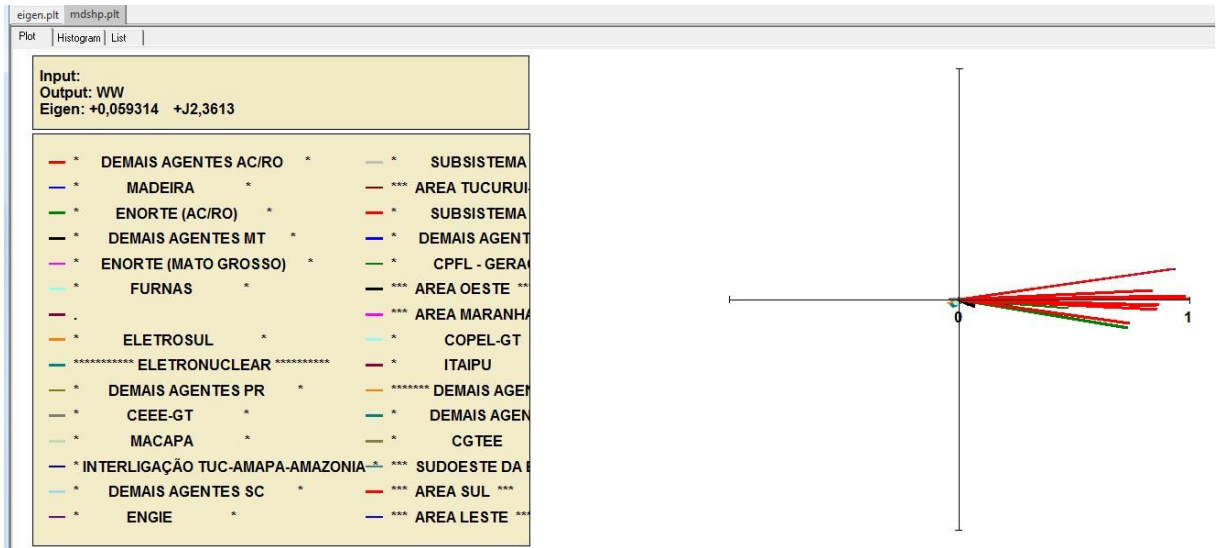 eigen.plt mdshp.plt
Plot Histogram List
Input:
Output: WW
Eigen: +0,059314 +J2,3613
* DEMAIS AGENTES AC/RO *
* MADEIRA *
* ENORTE (AC/RO) *
* DEMAIS AGENTES MT *
* ENORTE (MATO GROSSO) *
* FURNAS *
.
* ELETROSUL *
*********** ELETRONUCLEAR **********
* DEMAIS AGENTES PR *
* CEEE-GT *
* MACAPA *
* INTERLIGAÇÃO TUC-AMAPA-AMAZONIA *
* DEMAIS AGENTES SC *
* ENGIE *
* SUBSISTEMA
*** AREA TUCURUI-
* SUBSISTEMA
* DEMAIS AGENT
* CPFL - GERA
*** AREA OESTE **
*** AREA MARANHA
* COPEL-GT
* ITAIPU
******* DEMAIS AGEN
* DEMAIS AGEN
* CGTEE
*** SUDOESTE DA
*** AREA SUL ***
*** AREA LESTE **
0
1